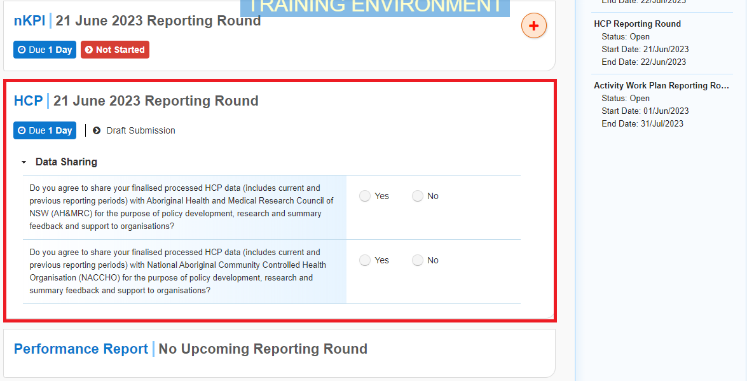 TRAINING ENVIRONMENT
nKPI | 21 June 2023 Reporting Round
Due 1 Day Not Started
HCP | 21 June 2023 Reporting Round
Due 1 Day | Draft Submission
Data Sharing
Do you agree to share your finalised processed HCP data (includes current and
previous reporting periods) with Aboriginal Health and Medical Research Council of
NSW (AH&MRC) for the purpose of policy development, research and summary
feedback and support to organisations?
Yes No
Do you agree to share your finalised processed HCP data (includes current and
previous reporting periods) with National Aboriginal Community Controlled Health
Organisation (NACCHO) for the purpose of policy development, research and
summary feedback and support to organisations?
Yes No
Performance Report | No Upcoming Reporting Round
End Date: 22/Jun/2023
HCP Reporting Round
Status: Open
Start Date: 21/Jun/2023
End Date: 22/Jun/2023
Activity Work Plan Reporting Ro...
Status: Open
Start Date: 01/Jun/2023
End Date: 31/Jul/2023